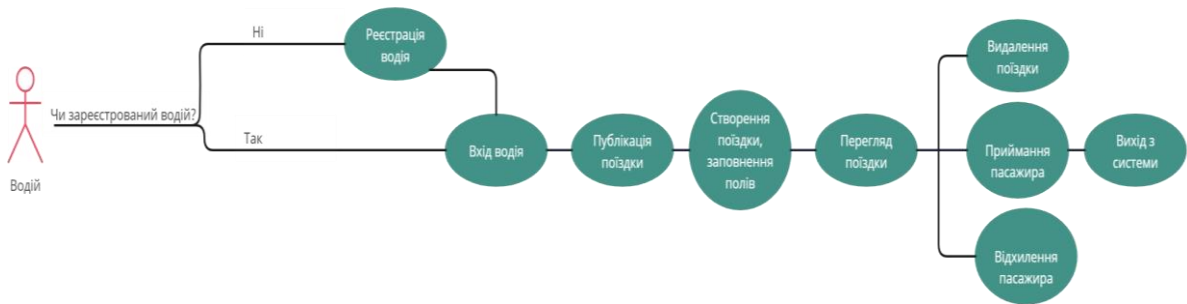 Водій
Чи зареєстрований водій?
Ні
Так
Реєстрація
водія
Вхід водія
Публікація
поїздки
Створення
поїздки,
заповнення
полів
Перегляд
поїздки
Видалення
поїздки
Приймання
пасажира
Відхилення
пасажира
Вихід з
системи